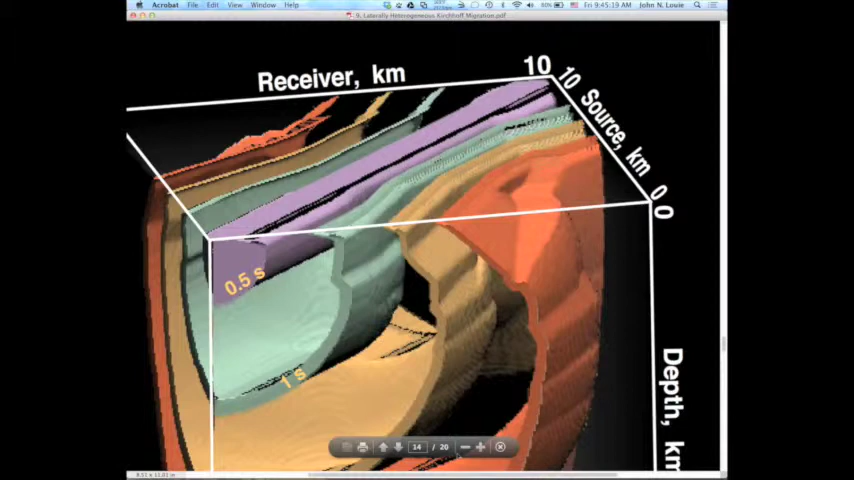 Acrobat File Edit View Window Help
80% Fri 9:45:19 AM John N. Louie
9. Laterally Heterogeneous Kirchhoff Migration.pdf
Receiver, km
10
10
Source, km
0
0
0.5 s
1 s
Depth, km
14 / 20